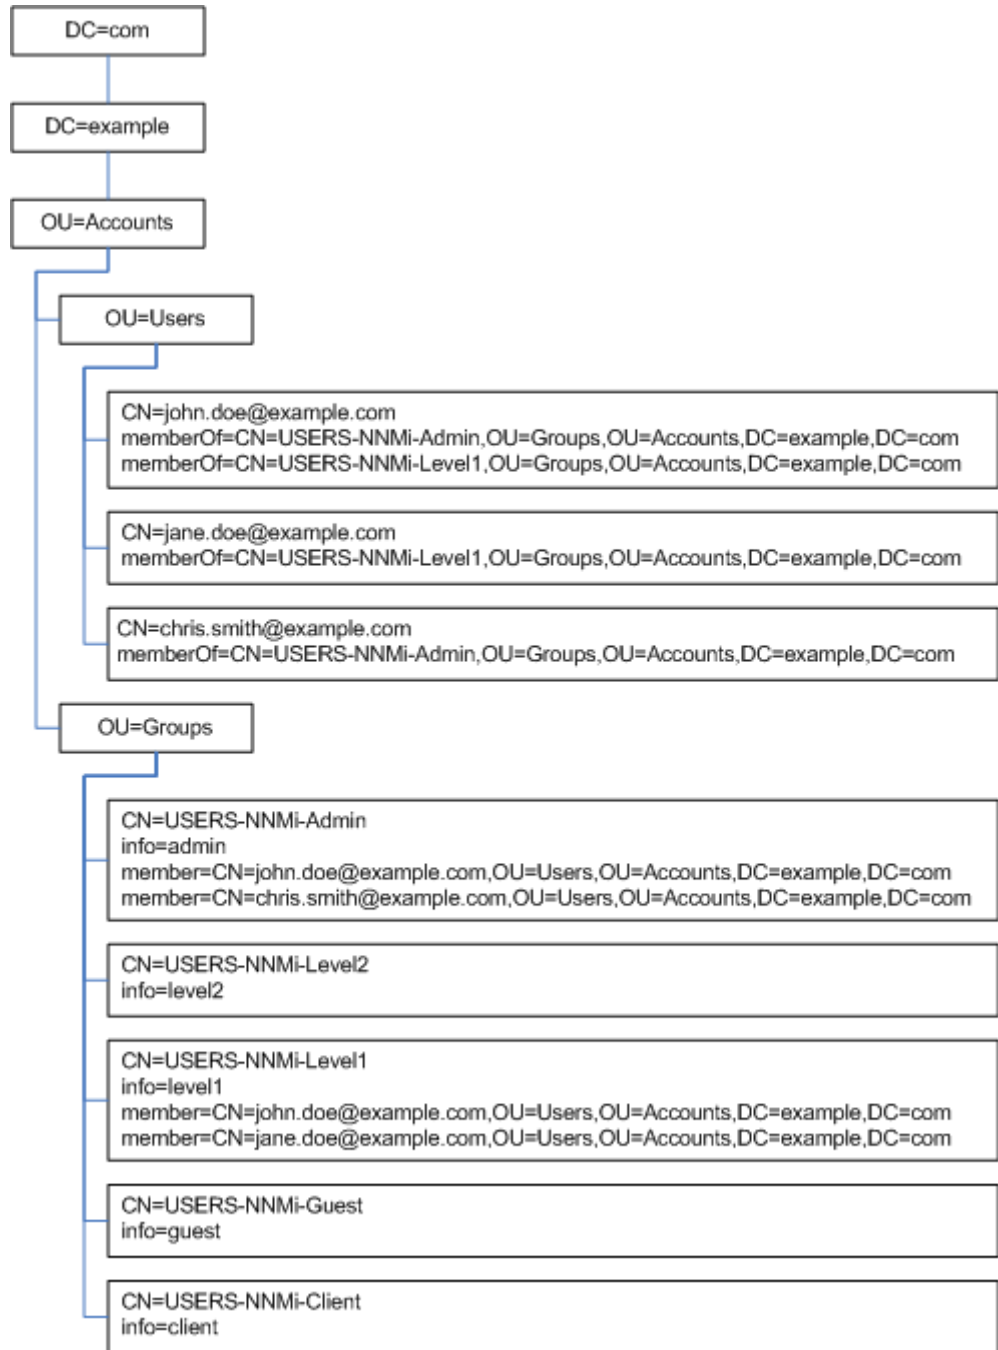 DC=com
DC=example
OU=Accounts
OU=Users
CN=john.doe@example.com
memberOf=CN=USERS-NNMi-Admin,OU=Groups,OU=Accounts,DC=example,DC=com
memberOf=CN=USERS-NNMi-Level1,OU=Groups,OU=Accounts,DC=example,DC=com
CN=jane.doe@example.com
memberOf=CN=USERS-NNMi-Level1,OU=Groups,OU=Accounts,DC=example,DC=com
CN=chris.smith@example.com
memberOf=CN=USERS-NNMi-Admin,OU=Groups,OU=Accounts,DC=example,DC=com
OU=Groups
CN=USERS-NNMi-Admin
info=admin
member=CN=john.doe@example.com,OU=Users,OU=Accounts,DC=example,DC=com
member=CN=chris.smith@example.com,OU=Users,OU=Accounts,DC=example,DC=com
CN=USERS-NNMi-Level2
info=level2
CN=USERS-NNMi-Level1
info=level1
member=CN=john.doe@example.com,OU=Users,OU=Accounts,DC=example,DC=com
member=CN=jane.doe@example.com,OU=Users,OU=Accounts,DC=example,DC=com
CN=USERS-NNMi-Guest
info=guest
CN=USERS-NNMi-Client
info=client